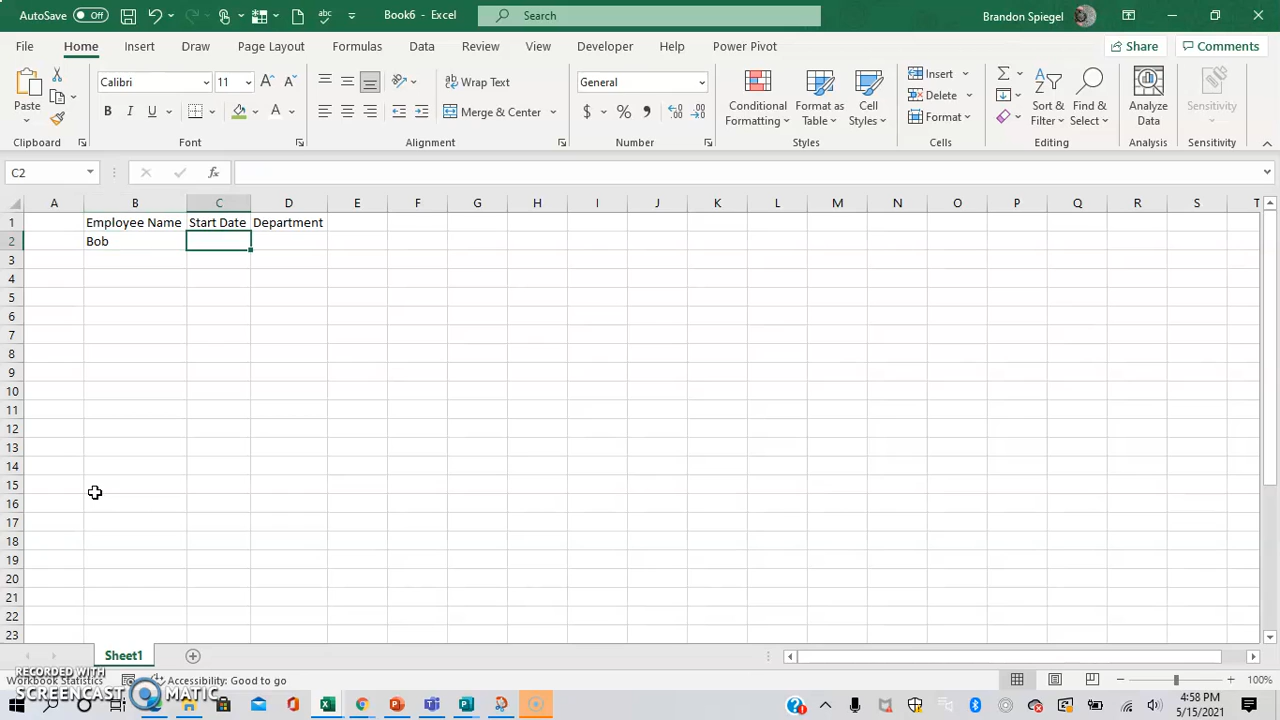 AutoSave Off Book6 - Excel Search Brandon Spiegel
File Home Insert Draw Page Layout Formulas Data Review View Developer Help Power Pivot Share Comments
Calibri 11 Wrap Text General Insert
Paste Merge & Center Conditional Formatting Format as Table Cell Styles Delete Sort & Filter Find & Select Analyze Data Sensitivity
Format
Clipboard Font Alignment Number Styles Cells Editing Analysis Sensitivity
C2 fx
A B C D E F G H I J K L M N O P Q R S T
1 Employee Name Start Date Department
2 Bob
3
4
5
6
7
8
9
10
11
12
13
14
15
16
17
18
19
20
21
22
23
Sheet1
RECORDED WITH
Workbook Statistics Accessibility: Good to go 100%
SCREENCAST MATIC
4:58 PM
5/15/2021